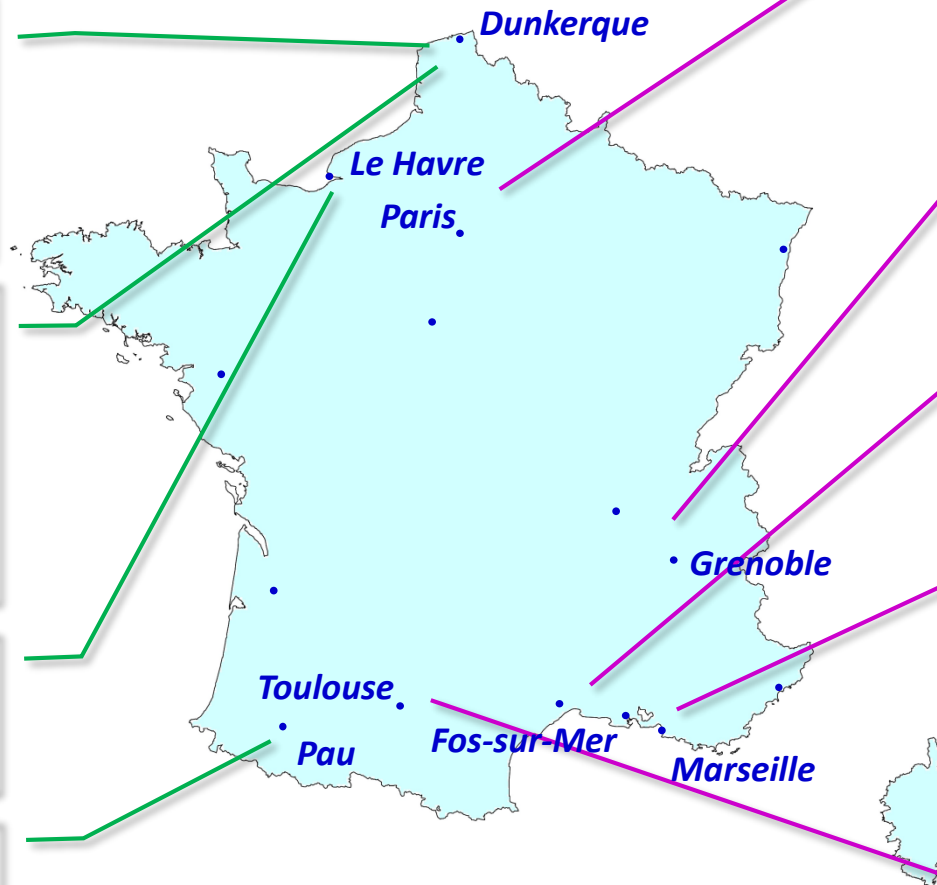 Dunkerque
Le Havre
Paris
Grenoble
Toulouse
Fos-sur-Mer
Pau
Marseille